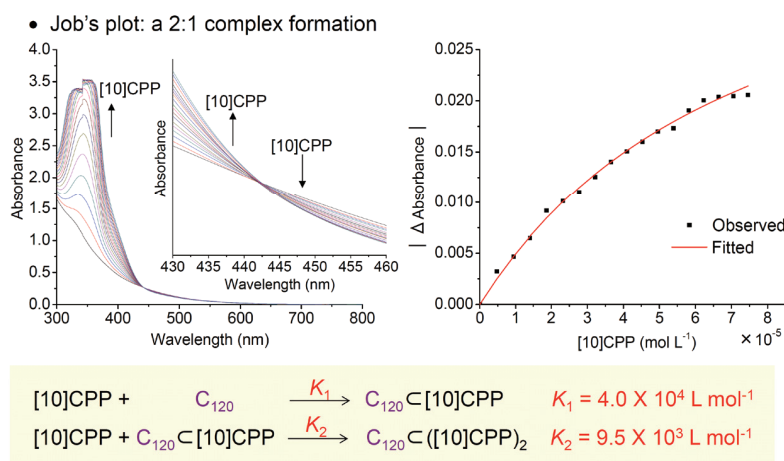 • Job's plot: a 2:1 complex formation
4.0
3.5
3.0
2.5
2.0
1.5
1.0
0.5
0.0
Absorbance
300 400 500 600 700 800
Wavelength (nm)
[10]CPP
Absorbance
[10]CPP
[10]CPP
430 435 440 445 450 455 460
Wavelength (nm)
| Δ Absorbance |
0.025
0.020
0.015
0.010
0.005
0.000
Observed
Fitted
0 1 2 3 4 5 6 7 8
[10]CPP (mol L⁻¹) × 10⁻⁵
[10]CPP + C₁₂₀ K₁ C₁₂₀⊂[10]CPP K₁ = 4.0 X 10⁴ L mol⁻¹
[10]CPP + C₁₂₀⊂[10]CPP K₂ C₁₂₀⊂([10]CPP)₂ K₂ = 9.5 X 10³ L mol⁻¹